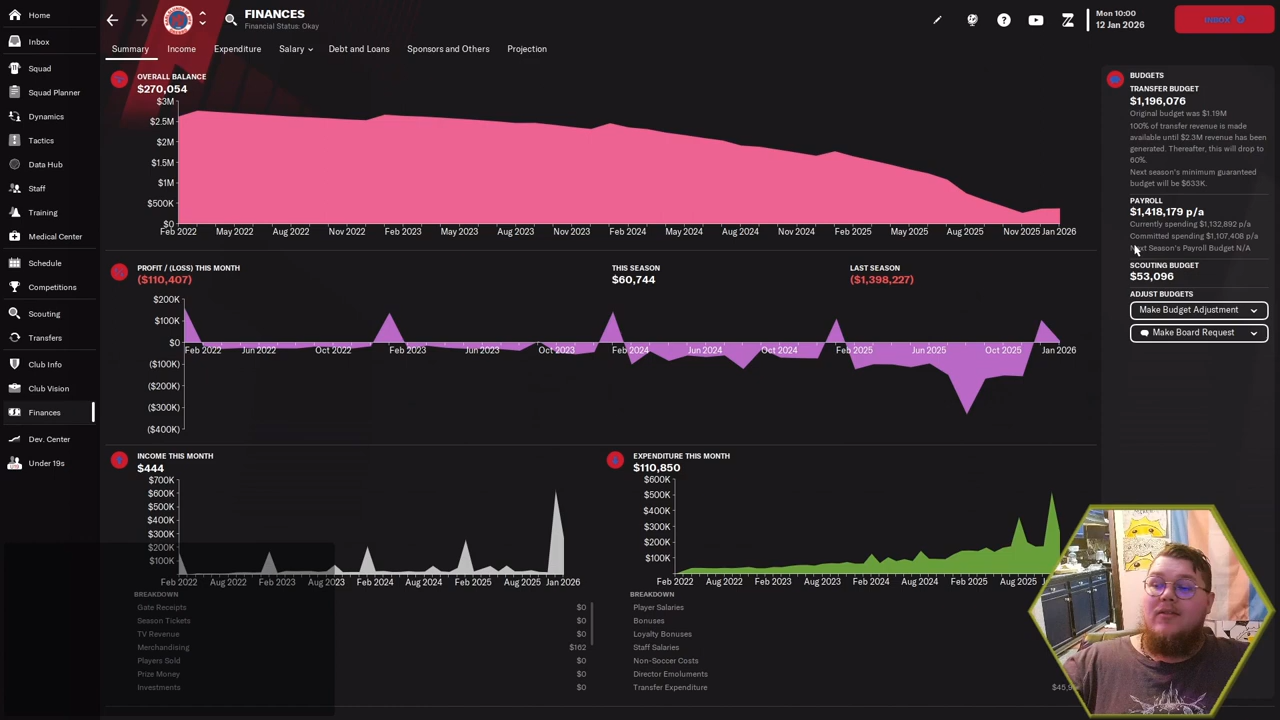 Home
Inbox
Squad
Squad Planner
Dynamics
Tactics
Data Hub
Staff
Training
Medical Center
Schedule
Competitions
Scouting
Transfers
Club Info
Club Vision
Finances
Dev. Center
Under 19s
FINANCES
Financial Status: Okay
Mon 10:00
12 Jan 2026
INBOX
Summary
Income
Expenditure
Salary
Debt and Loans
Sponsors and Others
Projection
OVERALL BALANCE
$270,054
$3M
$2.5M
$2M
$1.5M
$1M
$500K
$0
Feb 2022 May 2022 Aug 2022 Nov 2022 Feb 2023 May 2023 Aug 2023 Nov 2023 Feb 2024 May 2024 Aug 2024 Nov 2024 Feb 2025 May 2025 Aug 2025 Nov 2025 Jan 2026
PROFIT / (LOSS) THIS MONTH
($110,407)
THIS SEASON
$60,744
LAST SEASON
($1,398,227)
$200K
$100K
$0
($100K)
($200K)
($300K)
($400K)
Feb 2022 Jun 2022 Oct 2022 Feb 2023 Jun 2023 Oct 2023 Feb 2024 Jun 2024 Oct 2024 Feb 2025 Jun 2025 Oct 2025 Jan 2026
INCOME THIS MONTH
$444
$700K
$600K
$500K
$400K
$300K
$200K
$100K
Feb 2022 Aug 2022 Feb 2023 Aug 2023 Feb 2024 Aug 2024 Feb 2025 Aug 2025 Jan 2026
BREAKDOWN
Gate Receipts $0
Season Tickets $0
TV Revenue $0
Merchandising $162
Players Sold $0
Prize Money $0
Investments $0
EXPENDITURE THIS MONTH
$110,850
$600K
$500K
$400K
$300K
$200K
$100K
Feb 2022 Aug 2022 Feb 2023 Aug 2023 Feb 2024 Aug 2024 Feb 2025 Aug 2025
BREAKDOWN
Player Salaries
Bonuses
Loyalty Bonuses
Staff Salaries
Non-Soccer Costs
Director Emoluments
Transfer Expenditure
BUDGETS
TRANSFER BUDGET
$1,196,076
Original budget was $1.19M
100% of transfer revenue is made
available until $2.3M revenue has been
generated. Thereafter, this will drop to
60%.
Next season's minimum guaranteed
budget will be $633K.
PAYROLL
$1,418,179 p/a
Currently spending $1,132,892 p/a
Committed spending $1,107,408 p/a
Next Season's Payroll Budget N/A
SCOUTING BUDGET
$53,096
ADJUST BUDGETS
Make Budget Adjustment
Make Board Request